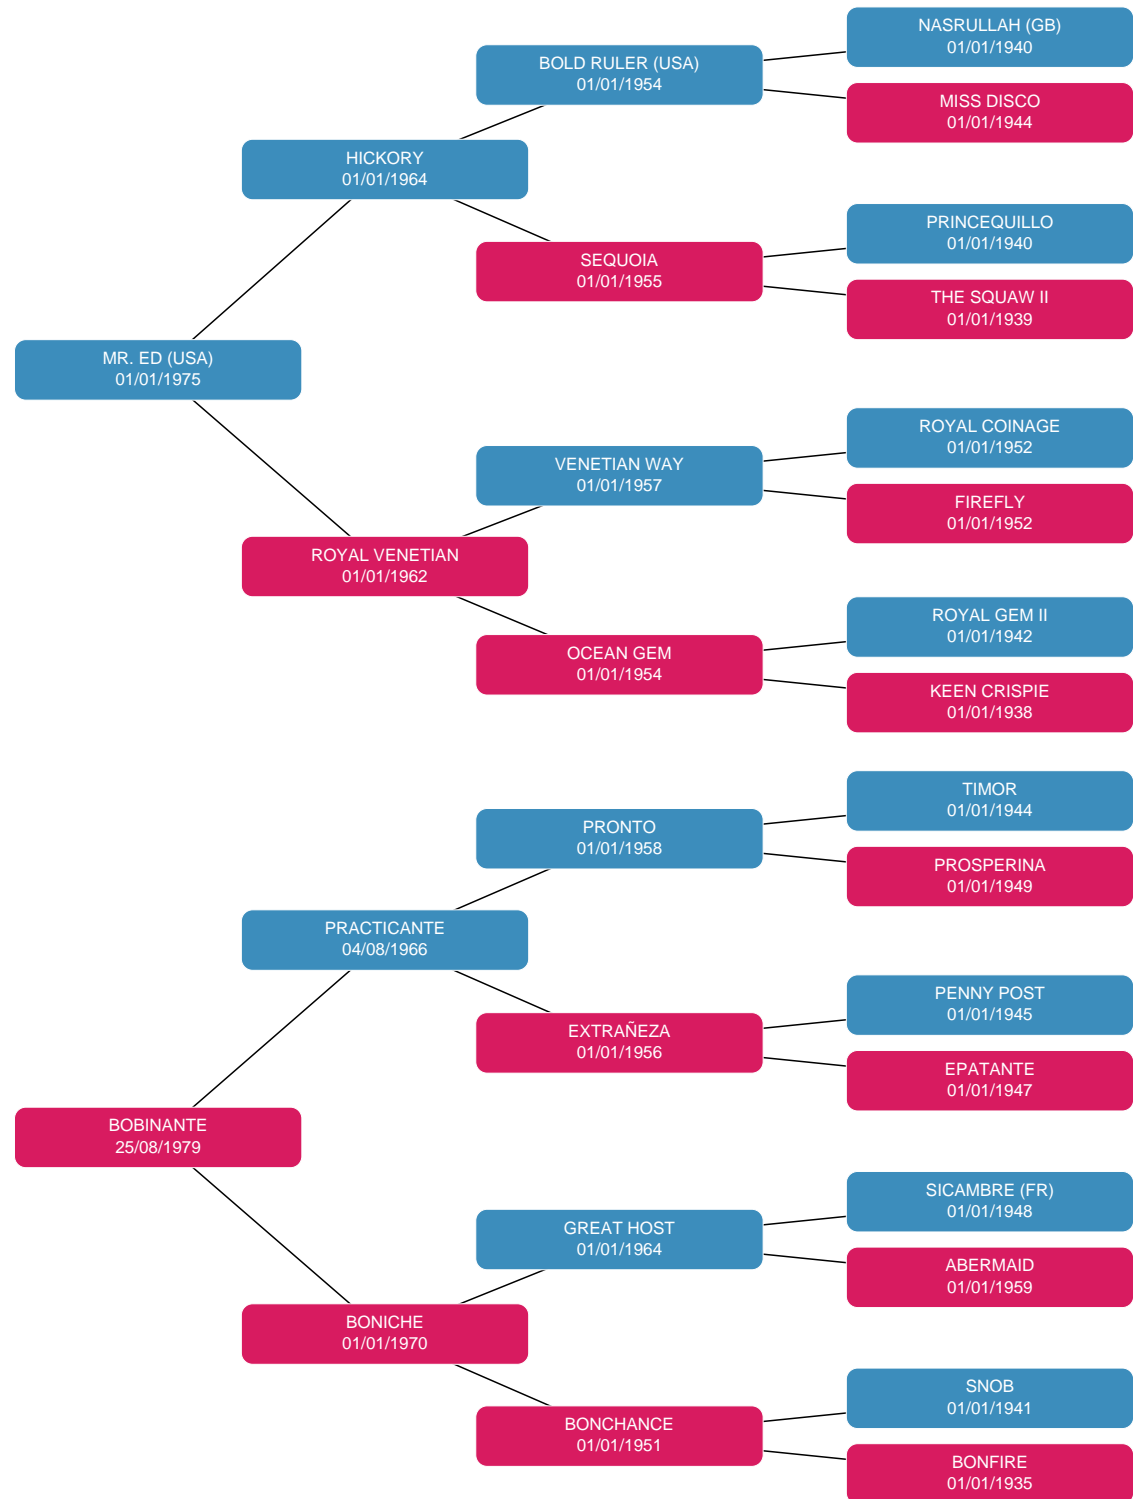 NASRULLAH (GB)
01/01/1940
BOLD RULER (USA)
01/01/1954
MISS DISCO
01/01/1944
HICKORY
01/01/1964
PRINCEQUILLO
01/01/1940
SEQUOIA
01/01/1955
THE SQUAW II
01/01/1939
MR. ED (USA)
01/01/1975
ROYAL COINAGE
01/01/1952
VENETIAN WAY
01/01/1957
FIREFLY
01/01/1952
ROYAL VENETIAN
01/01/1962
ROYAL GEM II
01/01/1942
OCEAN GEM
01/01/1954
KEEN CRISPIE
01/01/1938
TIMOR
01/01/1944
PRONTO
01/01/1958
PROSPERINA
01/01/1949
PRACTICANTE
04/08/1966
PENNY POST
01/01/1945
EXTRAÑEZA
01/01/1956
EPATANTE
01/01/1947
BOBINANTE
25/08/1979
SICAMBRE (FR)
01/01/1948
GREAT HOST
01/01/1964
ABERMAID
01/01/1959
BONICHE
01/01/1970
SNOB
01/01/1941
BONCHANCE
01/01/1951
BONFIRE
01/01/1935